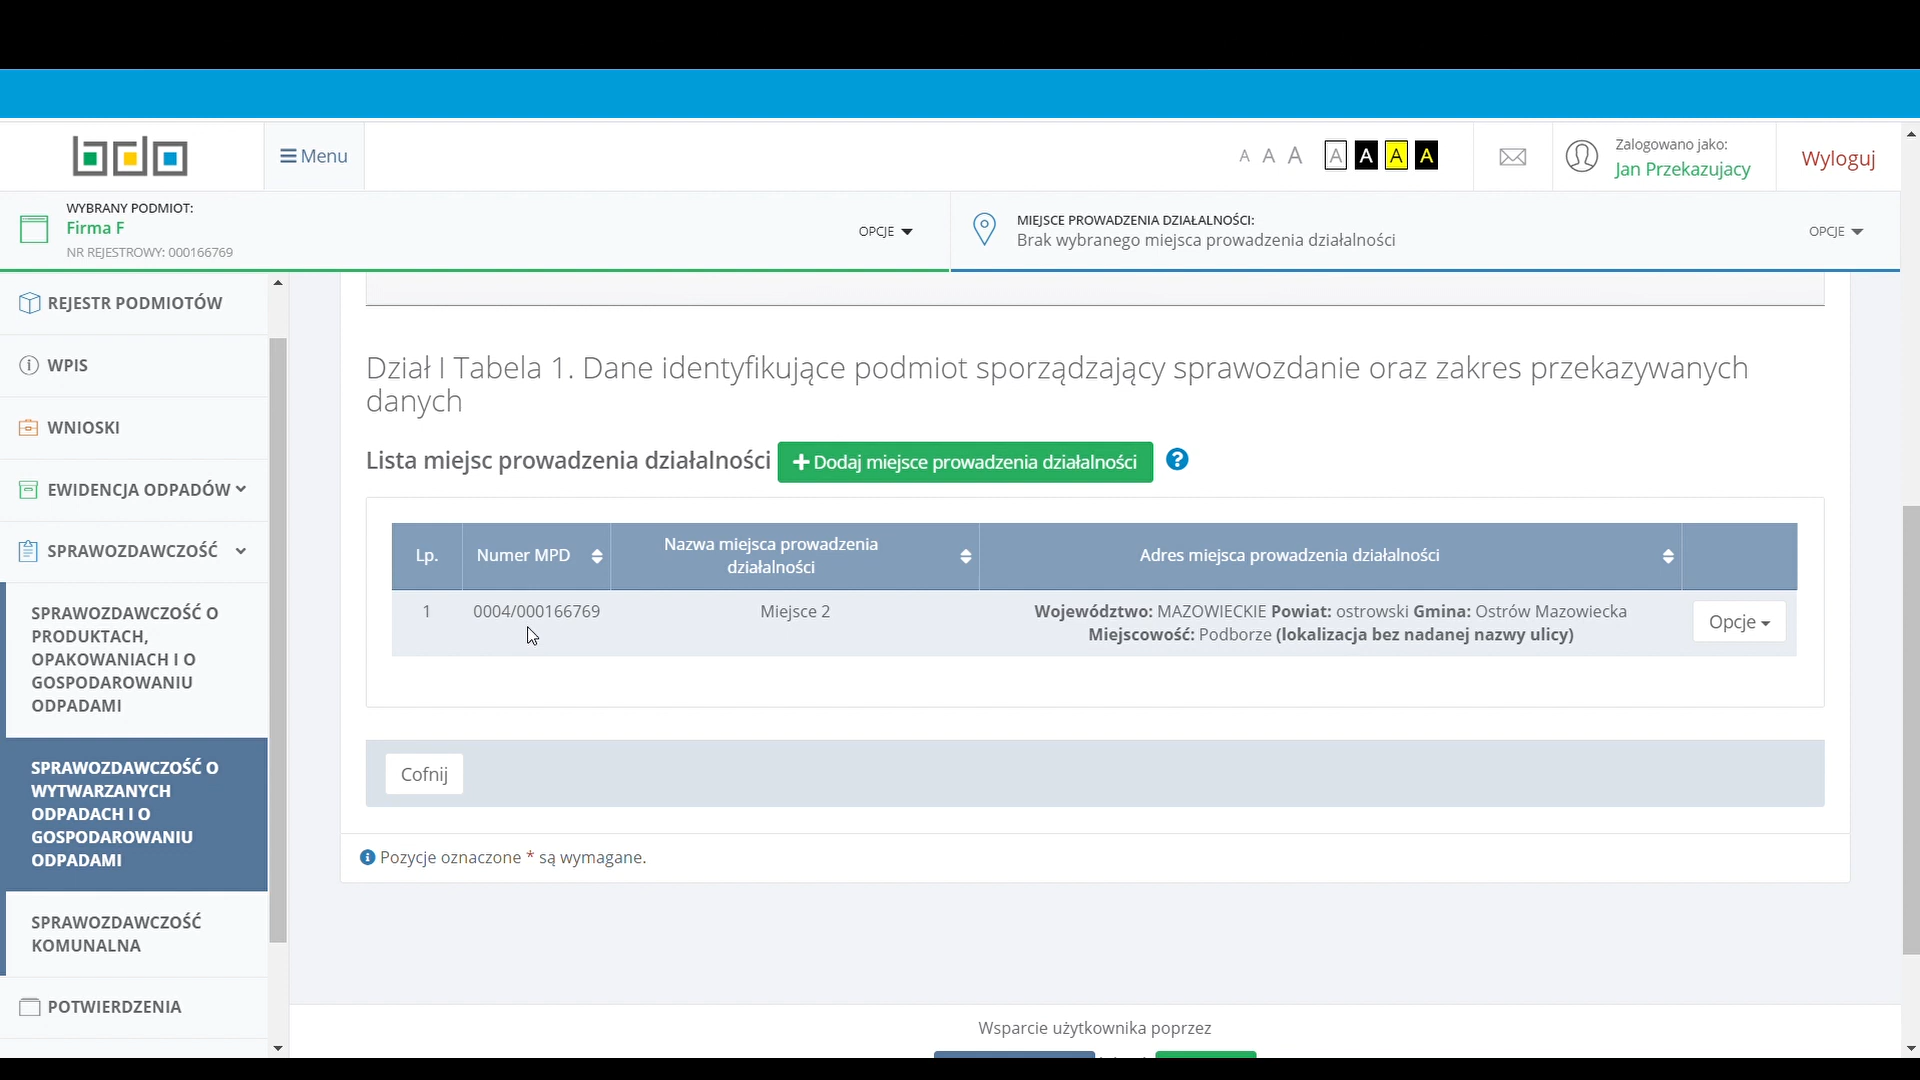 bdo
Menu
A A A A A A A
Zalogowano jako:
Jan Przekazujacy
Wyloguj
WYBRANY PODMIOT:
Firma F
NR REJESTROWY: 000166769
OPCJE
MIEJSCE PROWADZENIA DZIAŁALNOŚCI:
Brak wybranego miejsca prowadzenia działalności
OPCJE
REJESTR PODMIOTÓW
WPIS
WNIOSKI
EWIDENCJA ODPADÓW
SPRAWOZDAWCZOŚĆ
SPRAWOZDAWCZOŚĆ O
PRODUKTACH,
OPAKOWANIACH I O
GOSPODAROWANIU
ODPADAMI
SPRAWOZDAWCZOŚĆ O
WYTWARZANYCH
ODPADACH I O
GOSPODAROWANIU
ODPADAMI
SPRAWOZDAWCZOŚĆ
KOMUNALNA
POTWIERDZENIA
Dział I Tabela 1. Dane identyfikujące podmiot sporządzający sprawozdanie oraz zakres przekazywanych
danych
Lista miejsc prowadzenia działalności
+ Dodaj miejsce prowadzenia działalności
?
Lp.
Numer MPD
Nazwa miejsca prowadzenia
działalności
Adres miejsca prowadzenia działalności
1
0004/000166769
Miejsce 2
Województwo: MAZOWIECKIE Powiat: ostrowski Gmina: Ostrów Mazowiecka
Miejscowość: Podborze (lokalizacja bez nadanej nazwy ulicy)
Opcje
Cofnij
Pozycje oznaczone * są wymagane.
Wsparcie użytkownika poprzez